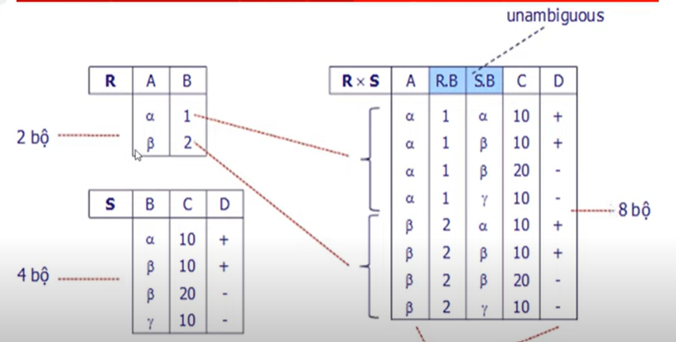 unambiguous
R A B
α 1
β 2
2 bộ
S B C D
α 10 +
β 10 +
β 20 -
γ 10 -
4 bộ
R × S A R.B S.B C D
α 1 α 10 +
α 1 β 10 +
α 1 β 20 -
α 1 γ 10 -
β 2 α 10 +
β 2 β 10 +
β 2 β 20 -
β 2 γ 10 -
8 bộ